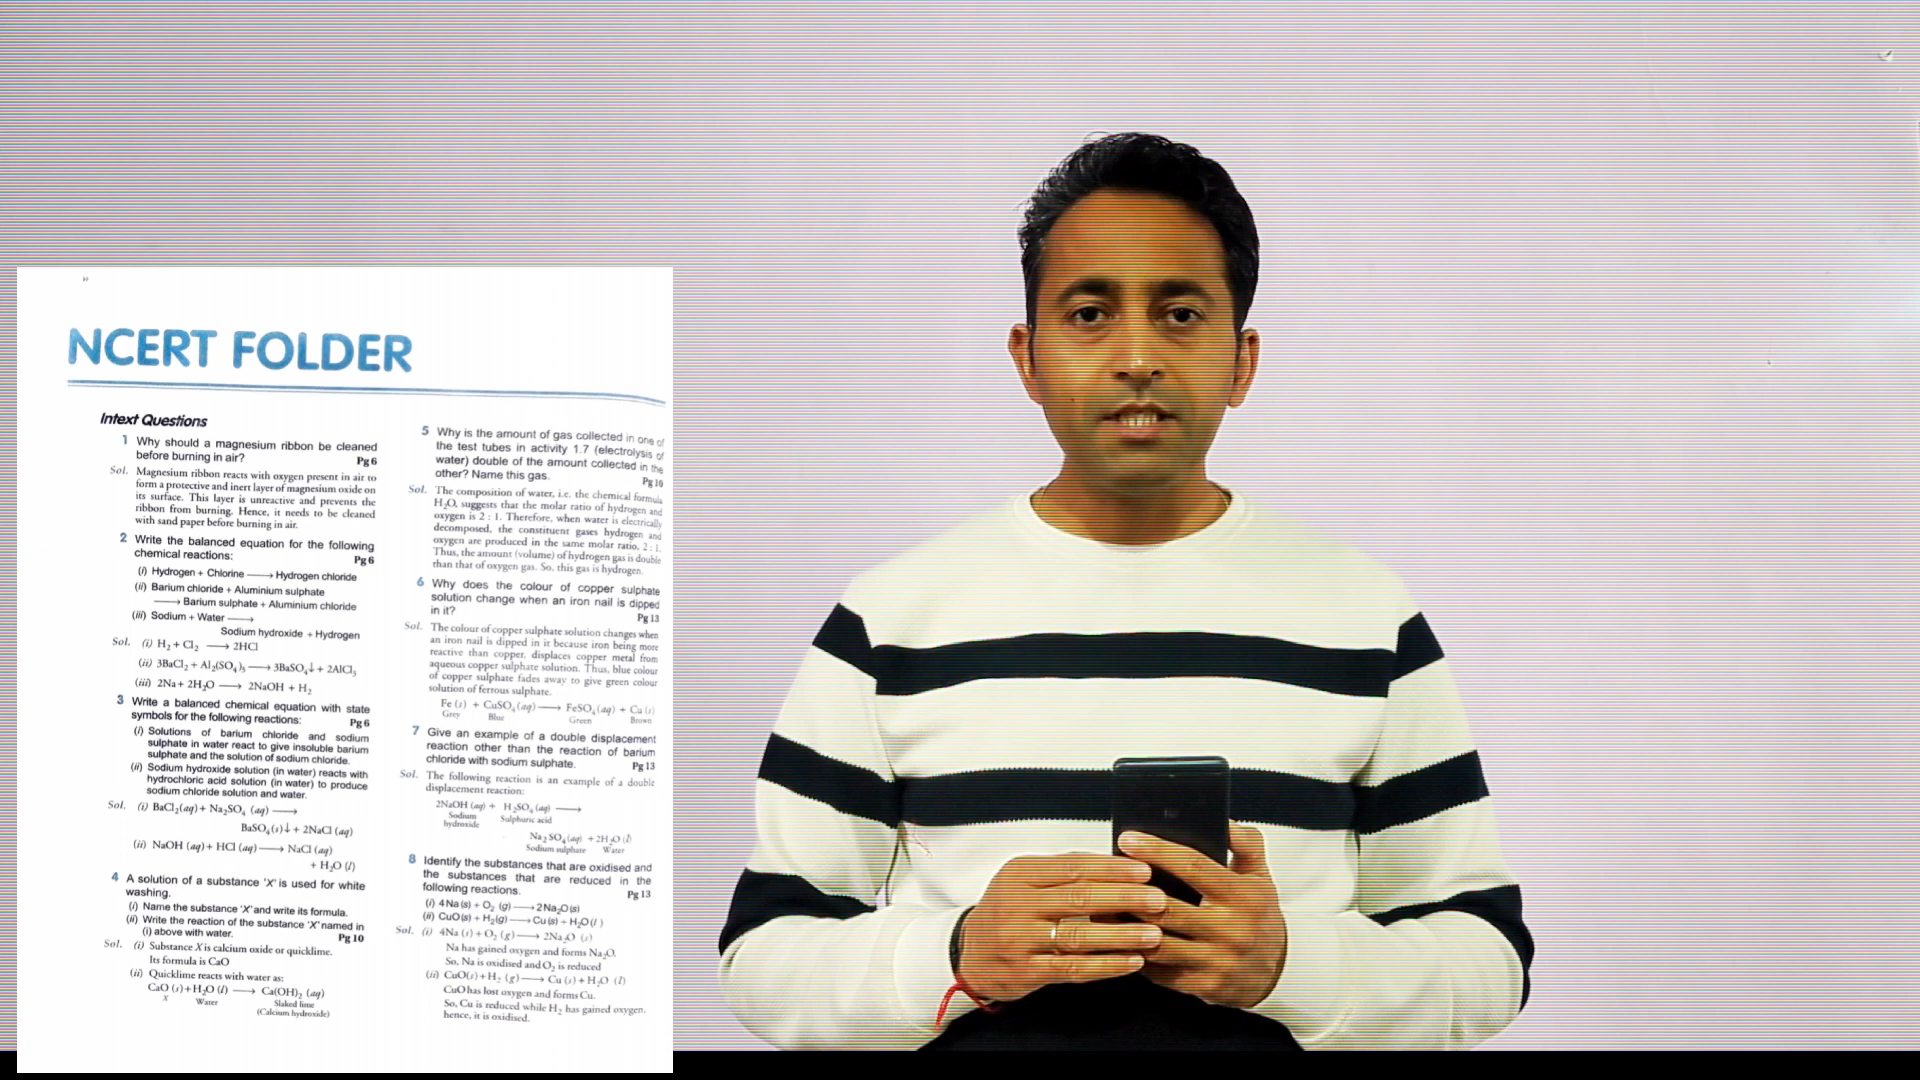 NCERT FOLDER
Intext Questions
1 Why should a magnesium ribbon be cleaned
before burning in air? Pg 6
Sol. Magnesium ribbon reacts with oxygen present in air to
form a protective and inert layer of magnesium oxide on
its surface. This layer is unreactive and prevents the
ribbon from burning. Hence, it needs to be cleaned
with sand paper before burning in air.
2 Write the balanced equation for the following
chemical reactions: Pg 6
(i) Hydrogen + Chlorine ⟶ Hydrogen chloride
(ii) Barium chloride + Aluminium sulphate
⟶ Barium sulphate + Aluminium chloride
(iii) Sodium + Water ⟶
Sodium hydroxide + Hydrogen
Sol. (i) H₂ + Cl₂ ⟶ 2HCl
(ii) 3BaCl₂ + Al₂(SO₄)₃ ⟶ 3BaSO₄↓ + 2AlCl₃
(iii) 2Na + 2H₂O ⟶ 2NaOH + H₂
3 Write a balanced chemical equation with state
symbols for the following reactions: Pg 6
(i) Solutions of barium chloride and sodium
sulphate in water react to give insoluble barium
sulphate and the solution of sodium chloride.
(ii) Sodium hydroxide solution (in water) reacts with
hydrochloric acid solution (in water) to produce
sodium chloride solution and water.
Sol. (i) BaCl₂(aq) + Na₂SO₄ (aq) ⟶
BaSO₄(s)↓ + 2NaCl (aq)
(ii) NaOH (aq) + HCl (aq) ⟶ NaCl (aq)
+ H₂O (l)
4 A solution of a substance 'X' is used for white
washing.
(i) Name the substance 'X' and write its formula.
(ii) Write the reaction of the substance 'X' named in
(i) above with water. Pg 10
Sol. (i) Substance X is calcium oxide or quicklime.
Its formula is CaO
(ii) Quicklime reacts with water as:
CaO (s) + H₂O (l) ⟶ Ca(OH)₂ (aq)
X Water Slaked lime
(Calcium hydroxide)
5 Why is the amount of gas collected in one of
the test tubes in activity 1.7 (electrolysis of
water) double of the amount collected in the
other? Name this gas. Pg 10
Sol. The composition of water, i.e. the chemical formula
H₂O, suggests that the molar ratio of hydrogen and
oxygen is 2 : 1. Therefore, when water is electrically
decomposed, the constituent gases hydrogen and
oxygen are produced in the same molar ratio, 2 : 1.
Thus, the amount (volume) of hydrogen gas is double
than that of oxygen gas. So, this gas is hydrogen.
6 Why does the colour of copper sulphate
solution change when an iron nail is dipped
in it? Pg 13
Sol. The colour of copper sulphate solution changes when
an iron nail is dipped in it because iron being more
reactive than copper, displaces copper metal from
aqueous copper sulphate solution. Thus, blue colour
of copper sulphate fades away to give green colour
solution of ferrous sulphate.
Fe (s) + CuSO₄(aq) ⟶ FeSO₄(aq) + Cu (s)
Grey Blue Green Brown
7 Give an example of a double displacement
reaction other than the reaction of barium
chloride with sodium sulphate. Pg 13
Sol. The following reaction is an example of a double
displacement reaction:
2NaOH (aq) + H₂SO₄(aq) ⟶
Sodium Sulphuric acid
hydroxide
Na₂SO₄(aq) + 2H₂O (l)
Sodium sulphate Water
8 Identify the substances that are oxidised and
the substances that are reduced in the
following reactions. Pg 13
(i) 4Na(s) + O₂ (g) ⟶ 2Na₂O(s)
(ii) CuO(s) + H₂(g) ⟶ Cu (s) + H₂O(l)
Sol. (i) 4Na (s) + O₂ (g) ⟶ 2Na₂O (s)
Na has gained oxygen and forms Na₂O.
So, Na is oxidised and O₂ is reduced
(ii) CuO(s) + H₂ (g) ⟶ Cu (s) + H₂O (l)
CuO has lost oxygen and forms Cu.
So, Cu is reduced while H₂ has gained oxygen,
hence, it is oxidised.